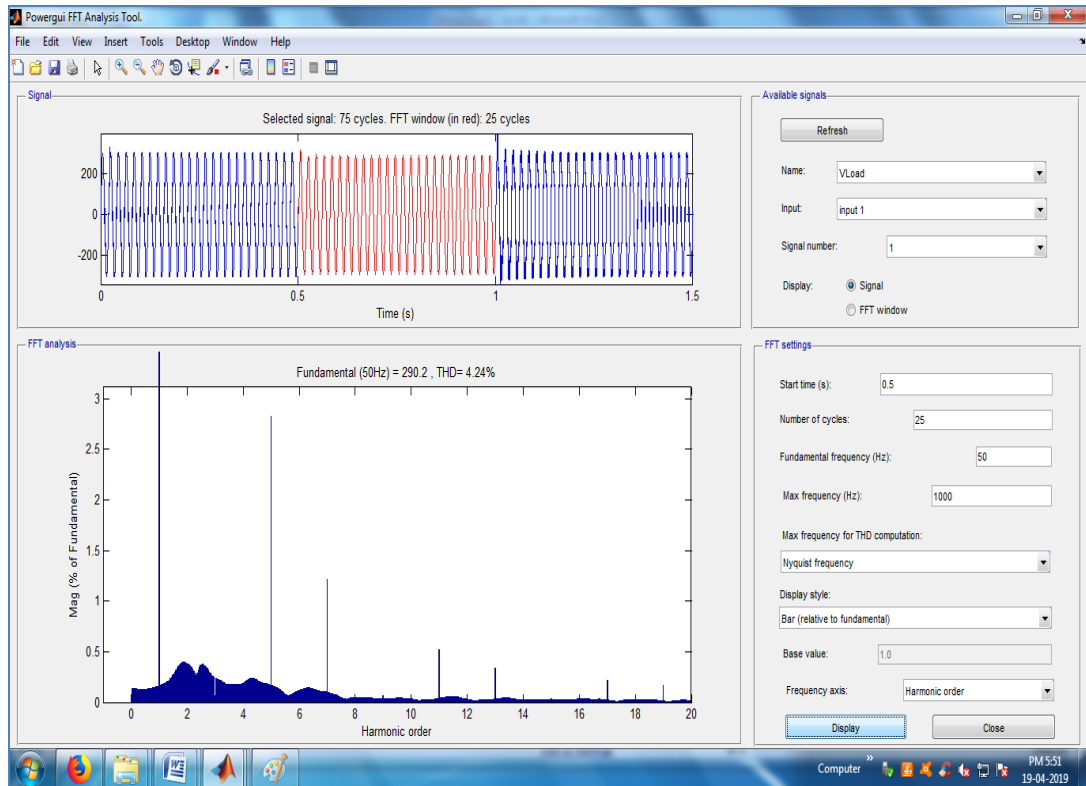 Powergui FFT Analysis Tool.
File Edit View Insert Tools Desktop Window Help
Signal
Selected signal: 75 cycles. FFT window (in red): 25 cycles
200
0
-200
0 0.5 1 1.5
Time (s)
FFT analysis
Fundamental (50Hz) = 290.2 , THD= 4.24%
Mag (% of Fundamental)
3
2.5
2
1.5
1
0.5
0
0 2 4 6 8 10 12 14 16 18 20
Harmonic order
Available signals
Refresh
Name: VLoad
Input: input 1
Signal number: 1
Display: Signal
FFT window
FFT settings
Start time (s): 0.5
Number of cycles: 25
Fundamental frequency (Hz): 50
Max frequency (Hz): 1000
Max frequency for THD computation:
Nyquist frequency
Display style:
Bar (relative to fundamental)
Base value: 1.0
Frequency axis: Harmonic order
Display Close
Computer » PM 5:51
19-04-2019